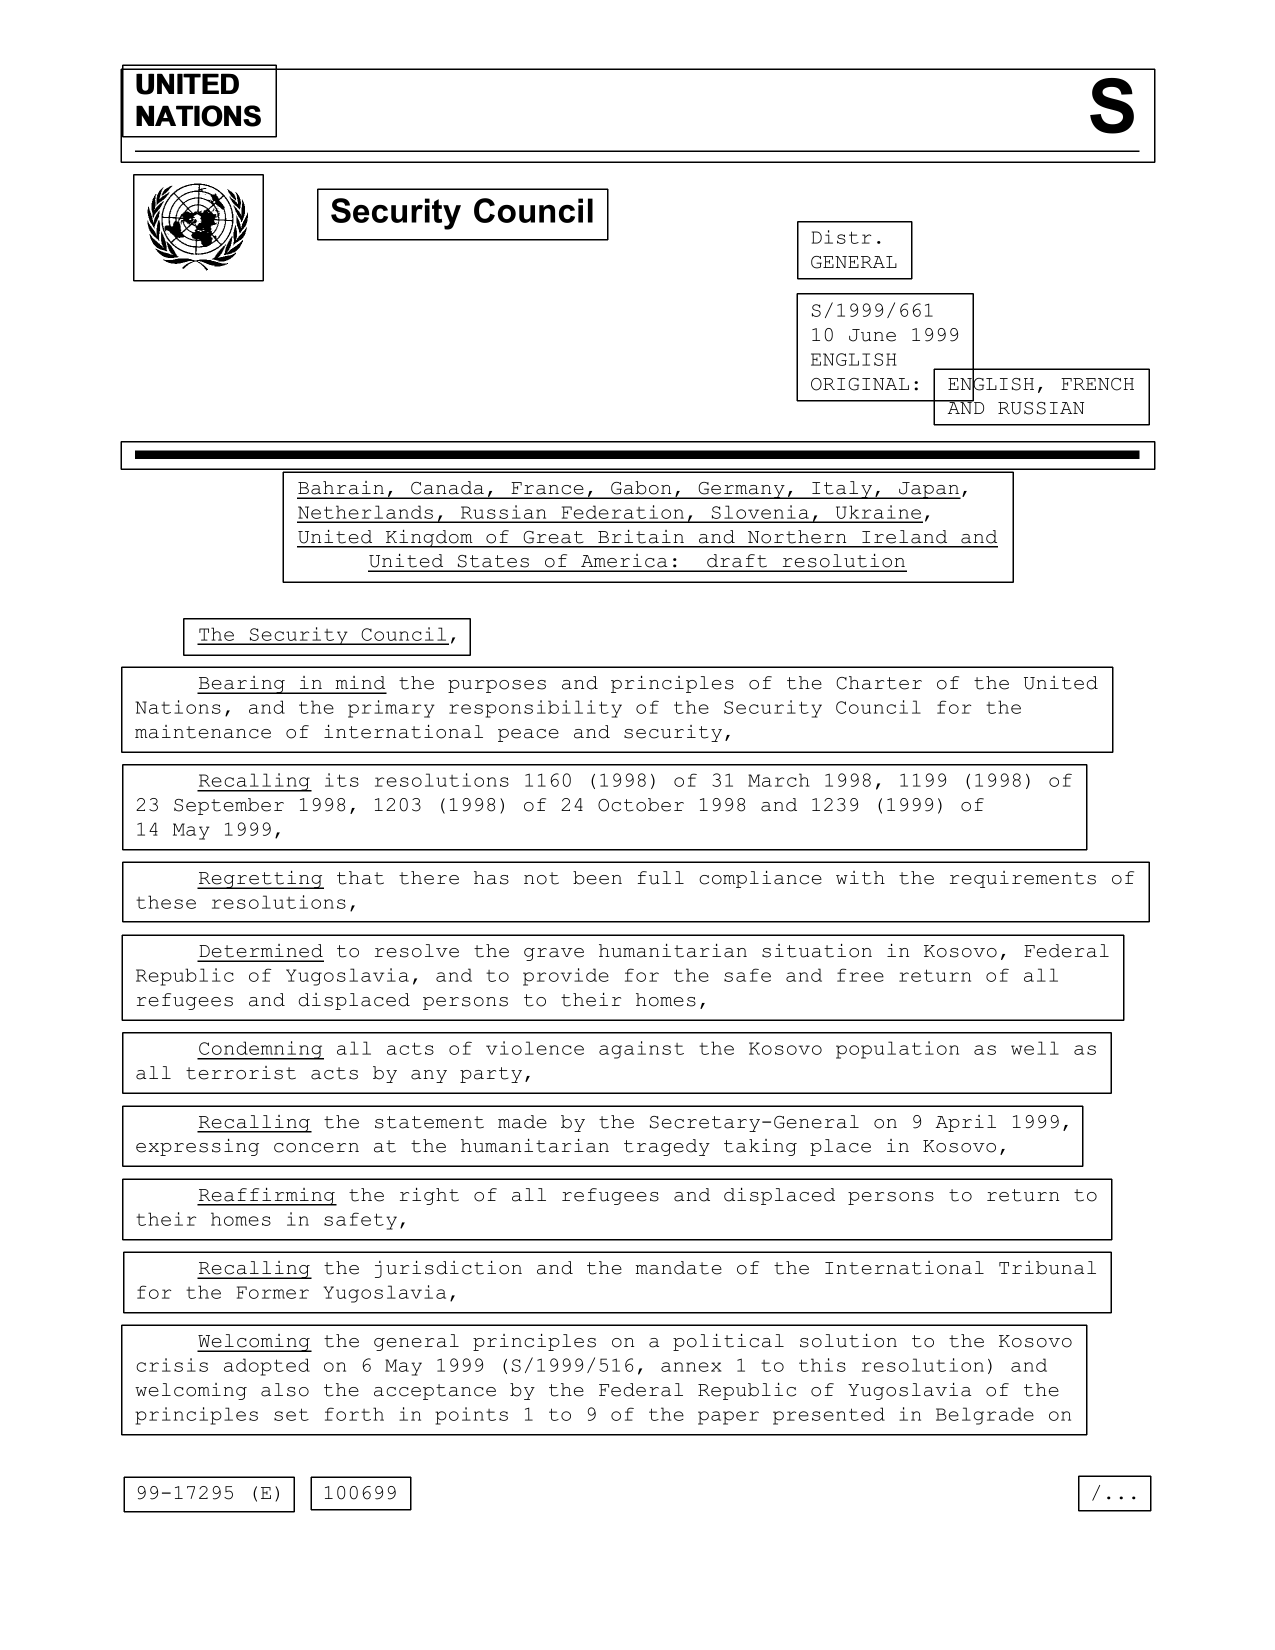 UNITED
NATIONS
S
Security Council
Distr.
GENERAL
S/1999/661
10 June 1999
ENGLISH
ORIGINAL: ENGLISH, FRENCH
AND RUSSIAN
Bahrain, Canada, France, Gabon, Germany, Italy, Japan,
Netherlands, Russian Federation, Slovenia, Ukraine,
United Kingdom of Great Britain and Northern Ireland and
United States of America: draft resolution
The Security Council,
Bearing in mind the purposes and principles of the Charter of the United
Nations, and the primary responsibility of the Security Council for the
maintenance of international peace and security,
Recalling its resolutions 1160 (1998) of 31 March 1998, 1199 (1998) of
23 September 1998, 1203 (1998) of 24 October 1998 and 1239 (1999) of
14 May 1999,
Regretting that there has not been full compliance with the requirements of
these resolutions,
Determined to resolve the grave humanitarian situation in Kosovo, Federal
Republic of Yugoslavia, and to provide for the safe and free return of all
refugees and displaced persons to their homes,
Condemning all acts of violence against the Kosovo population as well as
all terrorist acts by any party,
Recalling the statement made by the Secretary-General on 9 April 1999,
expressing concern at the humanitarian tragedy taking place in Kosovo,
Reaffirming the right of all refugees and displaced persons to return to
their homes in safety,
Recalling the jurisdiction and the mandate of the International Tribunal
for the Former Yugoslavia,
Welcoming the general principles on a political solution to the Kosovo
crisis adopted on 6 May 1999 (S/1999/516, annex 1 to this resolution) and
welcoming also the acceptance by the Federal Republic of Yugoslavia of the
principles set forth in points 1 to 9 of the paper presented in Belgrade on
99-17295 (E) 100699 /...